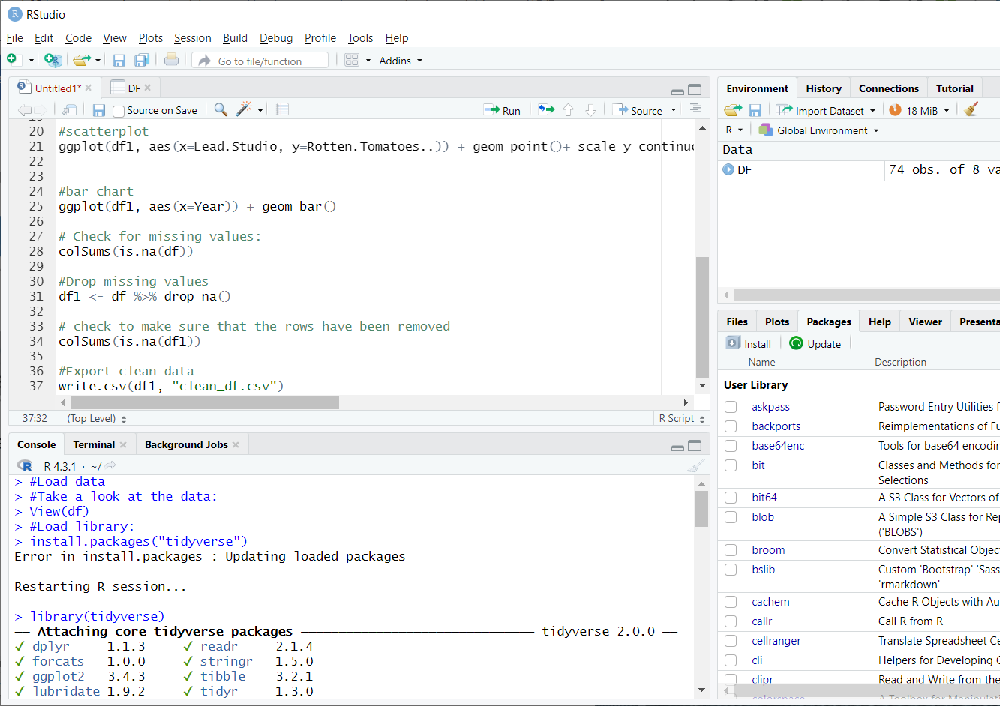 RStudio
File Edit Code View Plots Session Build Debug Profile Tools Help
Go to file/function Addins
Untitled1* DF
Source on Save Run Source
20 #scatterplot
21 ggplot(df1, aes(x=Lead.Studio, y=Rotten.Tomatoes..)) + geom_point()+ scale_y_continuo
22
23
24 #bar chart
25 ggplot(df1, aes(x=Year)) + geom_bar()
26
27 # Check for missing values:
28 colSums(is.na(df))
29
30 #Drop missing values
31 df1 <- df %>% drop_na()
32
33 # check to make sure that the rows have been removed
34 colSums(is.na(df1))
35
36 #Export clean data
37 write.csv(df1, "clean_df.csv")
37:32 (Top Level) R Script
Console Terminal Background Jobs
R 4.3.1 · ~/
> #Load data
> #Take a look at the data:
> View(df)
> #Load library:
> install.packages("tidyverse")
Error in install.packages : Updating loaded packages
Restarting R session...
> library(tidyverse)
── Attaching core tidyverse packages ──────────────── tidyverse 2.0.0 ──
✓ dplyr 1.1.3 ✓ readr 2.1.4
✓ forcats 1.0.0 ✓ stringr 1.5.0
✓ ggplot2 3.4.3 ✓ tibble 3.2.1
✓ lubridate 1.9.2 ✓ tidyr 1.3.0
Environment History Connections Tutorial
Import Dataset 18 MiB
R Global Environment
Data
DF 74 obs. of 8 va
Files Plots Packages Help Viewer Presenta
Install Update
Name Description
User Library
askpass Password Entry Utilities f
backports Reimplementations of Fu
base64enc Tools for base64 encodin
bit Classes and Methods for
Selections
bit64 A S3 Class for Vectors of
blob A Simple S3 Class for Rep
('BLOBS')
broom Convert Statistical Objec
bslib Custom 'Bootstrap' 'Sass
'rmarkdown'
cachem Cache R Objects with Au
callr Call R from R
cellranger Translate Spreadsheet Ce
cli Helpers for Developing C
clipr Read and Write from the